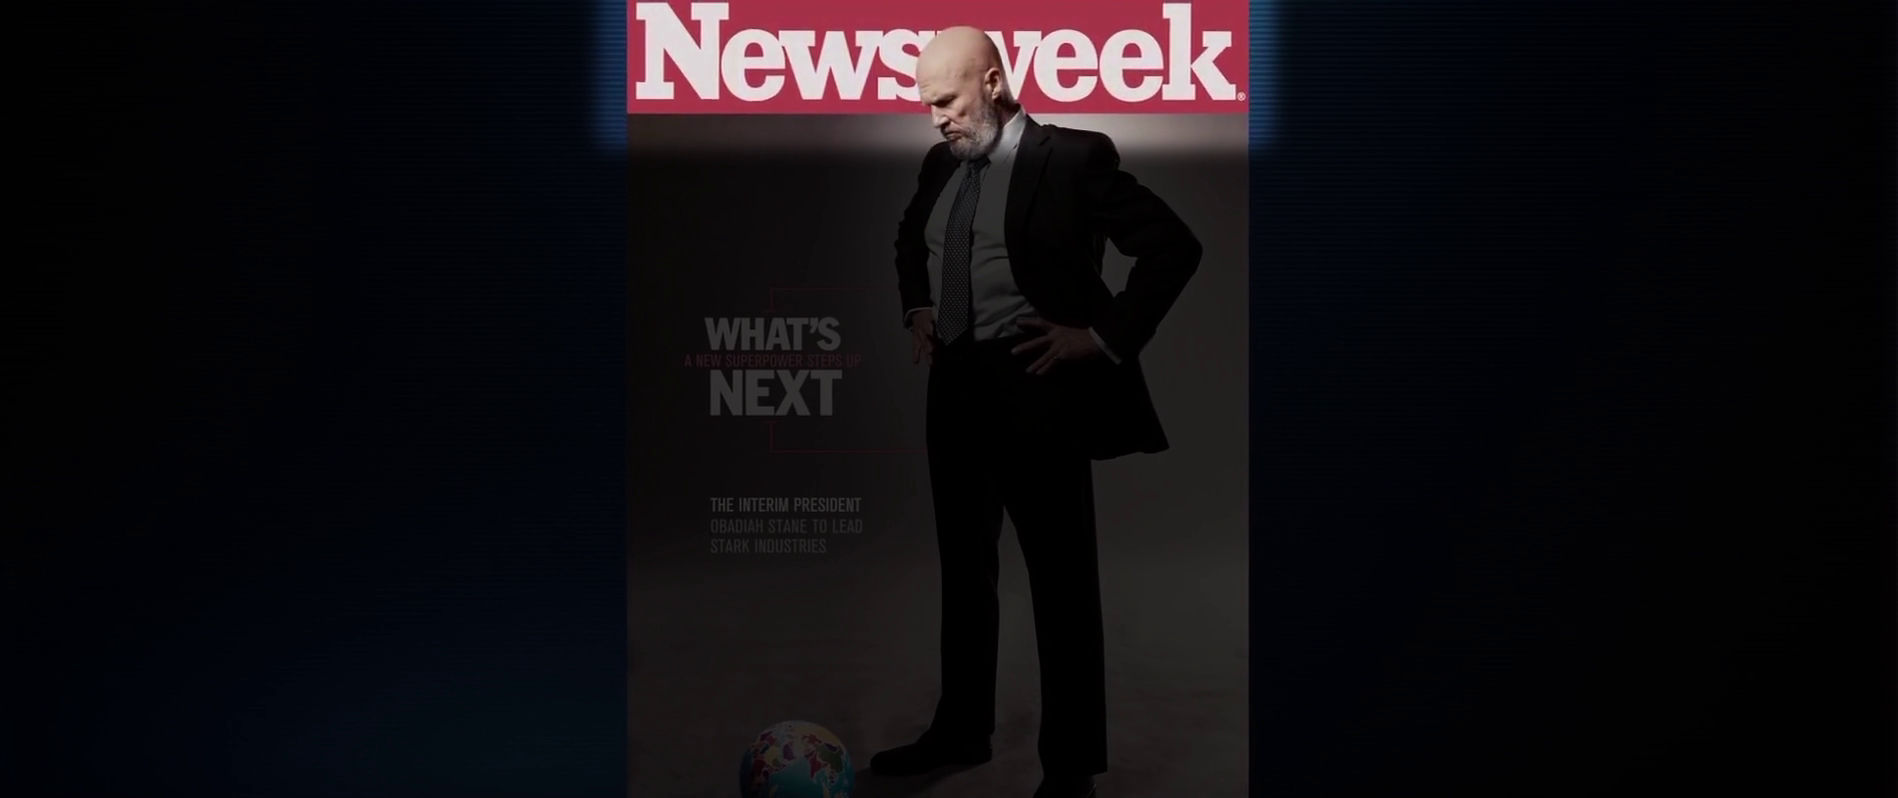 Newsweek®
WHAT'S
A NEW SUPERPOWER STEPS UP
NEXT
THE INTERIM PRESIDENT
OBADIAH STANE TO LEAD
STARK INDUSTRIES